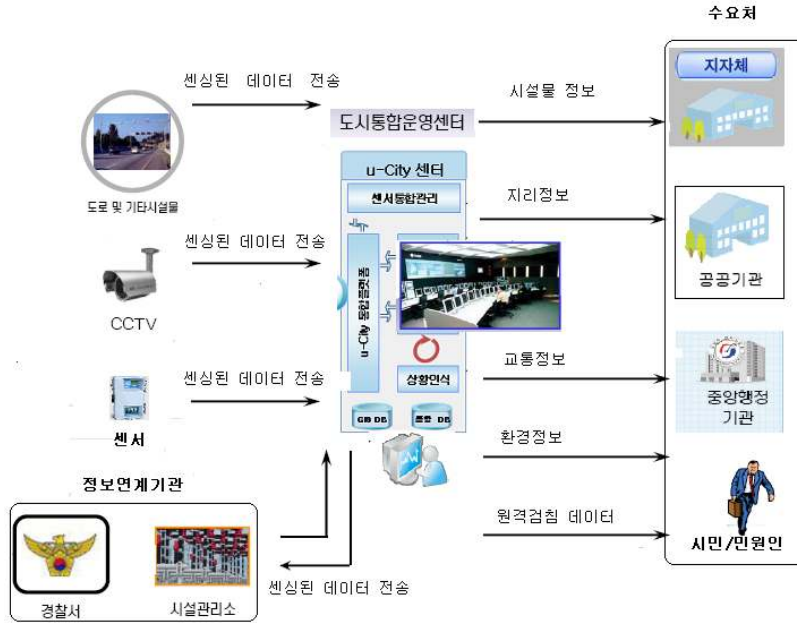 수요처
지자체
센싱된 데이터 전송
시설물 정보
도시통합운영센터
u-City 센터
센서통합관리
도로 및 기타시설물
지리정보
센싱된 데이터 전송
공공기관
u-City 통합플랫폼
CCTV
교통정보
센싱된 데이터 전송
상황인식
중앙행정
기관
DB
DB
센서
환경정보
정보연계기관
원격검침 데이터
시민/민원인
센싱된 데이터 전송
경찰서
시설관리소